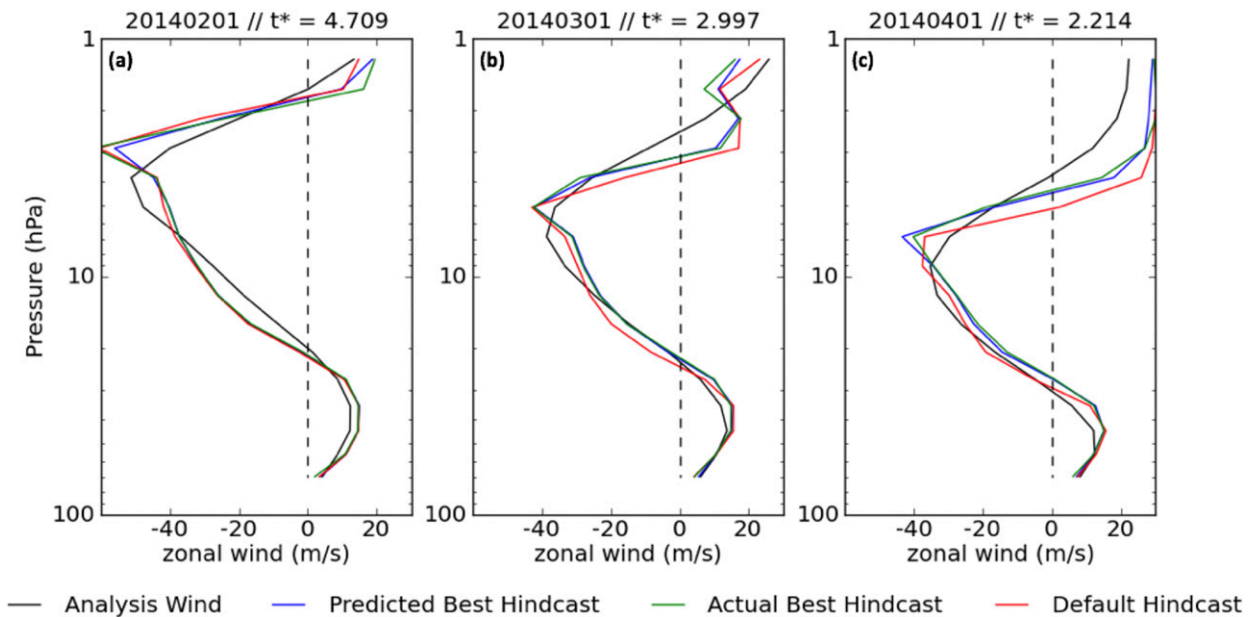 20140201 // t* = 4.709
20140301 // t* = 2.997
20140401 // t* = 2.214
1
(a)
1
(b)
1
(c)
Pressure (hPa)
10
10
10
100
100
100
-40 -20 0 20
-40 -20 0 20
-40 -20 0 20
zonal wind (m/s)
zonal wind (m/s)
zonal wind (m/s)
Analysis Wind
Predicted Best Hindcast
Actual Best Hindcast
Default Hindcast